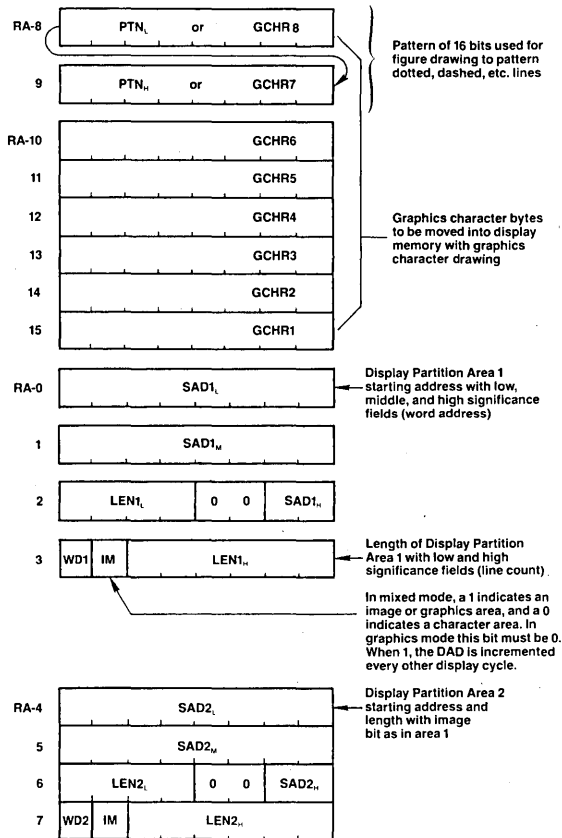 RA-8 PTNL or GCHR8
9 PTNH or GCHR7
Pattern of 16 bits used for
figure drawing to pattern
dotted, dashed, etc. lines
RA-10 GCHR6
11 GCHR5
12 GCHR4
13 GCHR3
14 GCHR2
15 GCHR1
Graphics character bytes
to be moved into display
memory with graphics
character drawing
RA-0 SAD1L
1 SAD1M
2 LEN1L 0 0 SAD1H
3 WD1 IM LEN1H
Display Partition Area 1
starting address with low,
middle, and high significance
fields (word address)
Length of Display Partition
Area 1 with low and high
significance fields (line count)
In mixed mode, a 1 indicates an
image or graphics area, and a 0
indicates a character area. In
graphics mode this bit must be 0.
When 1, the DAD is incremented
every other display cycle.
RA-4 SAD2L
5 SAD2M
6 LEN2L 0 0 SAD2H
7 WD2 IM LEN2H
Display Partition Area 2
starting address and
length with image
bit as in area 1